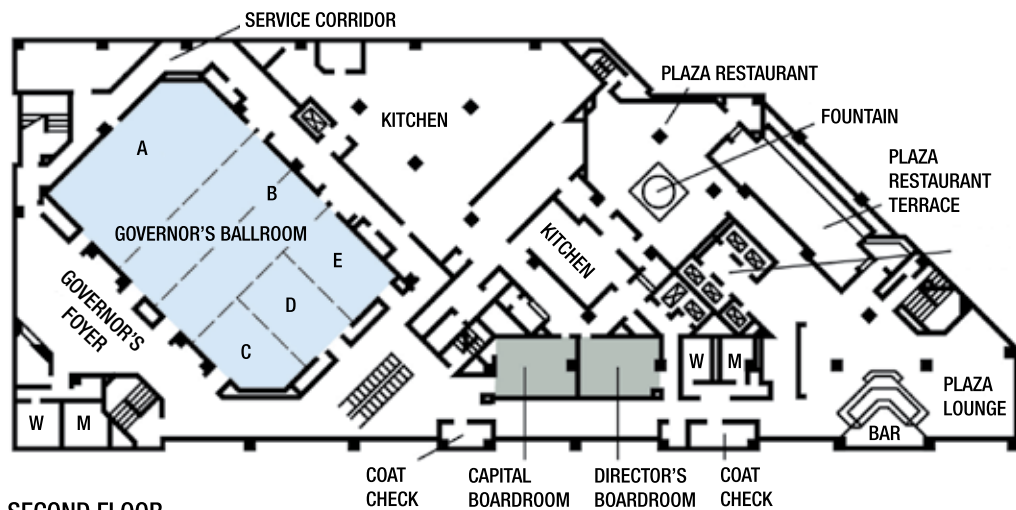 SERVICE CORRIDOR
PLAZA RESTAURANT
FOUNTAIN
KITCHEN
A
PLAZA
RESTAURANT
TERRACE
B
GOVERNOR'S BALLROOM
KITCHEN
E
GOVERNOR'S
FOYER
D
C
W
M
PLAZA
LOUNGE
W
M
BAR
COAT
CHECK
CAPITAL
BOARDROOM
DIRECTOR'S
BOARDROOM
COAT
CHECK
SECOND FLOOR